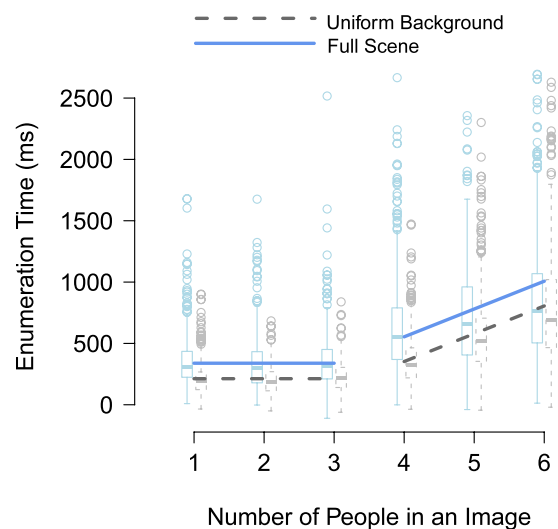 Uniform Background
Full Scene
Enumeration Time (ms)
2500
2000
1500
1000
500
0
1 2 3 4 5 6
Number of People in an Image